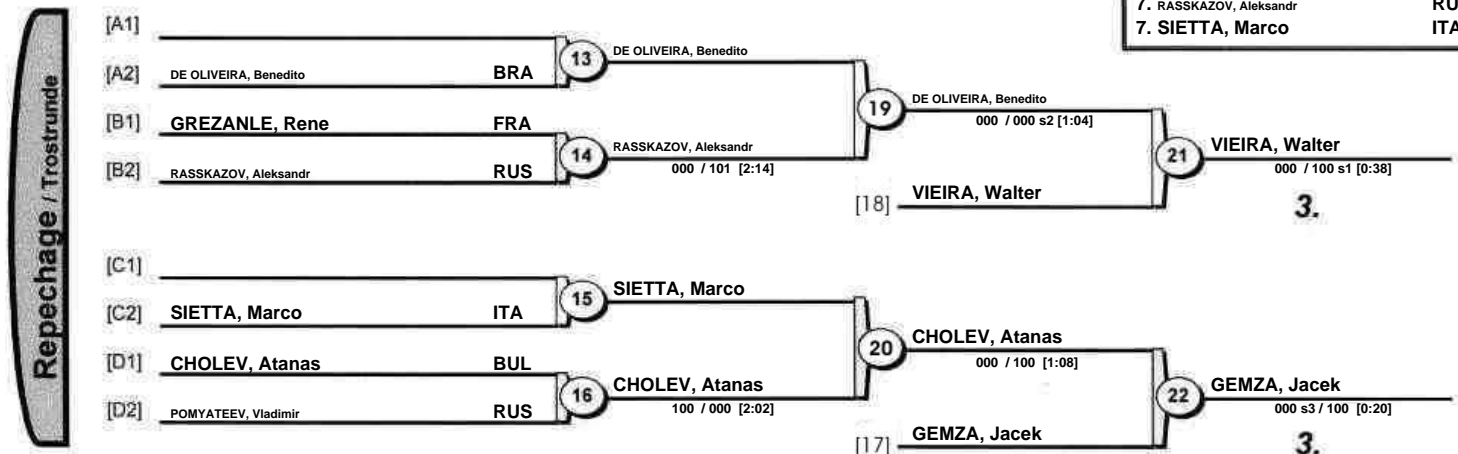 7. RASSKAZOV, Aleksandr RU
7. SIETTA, Marco ITA
Repechage / Trostrunde
[A1]
[A2] DE OLIVEIRA, Benedito BRA
13 DE OLIVEIRA, Benedito
[B1] GREZANLE, Rene FRA
[B2] RASSKAZOV, Aleksandr RUS
14 RASSKAZOV, Aleksandr
000 / 101 [2:14]
19 DE OLIVEIRA, Benedito
000 / 000 s2 [1:04]
[18] VIEIRA, Walter
21 VIEIRA, Walter
000 / 100 s1 [0:38]
3.
[C1]
[C2] SIETTA, Marco ITA
15 SIETTA, Marco
[D1] CHOLEV, Atanas BUL
[D2] POMYATEEV, Vladimir RUS
16 CHOLEV, Atanas
100 / 000 [2:02]
20 CHOLEV, Atanas
000 / 100 [1:08]
[17] GEMZA, Jacek
22 GEMZA, Jacek
000 s3 / 100 [0:20]
3.